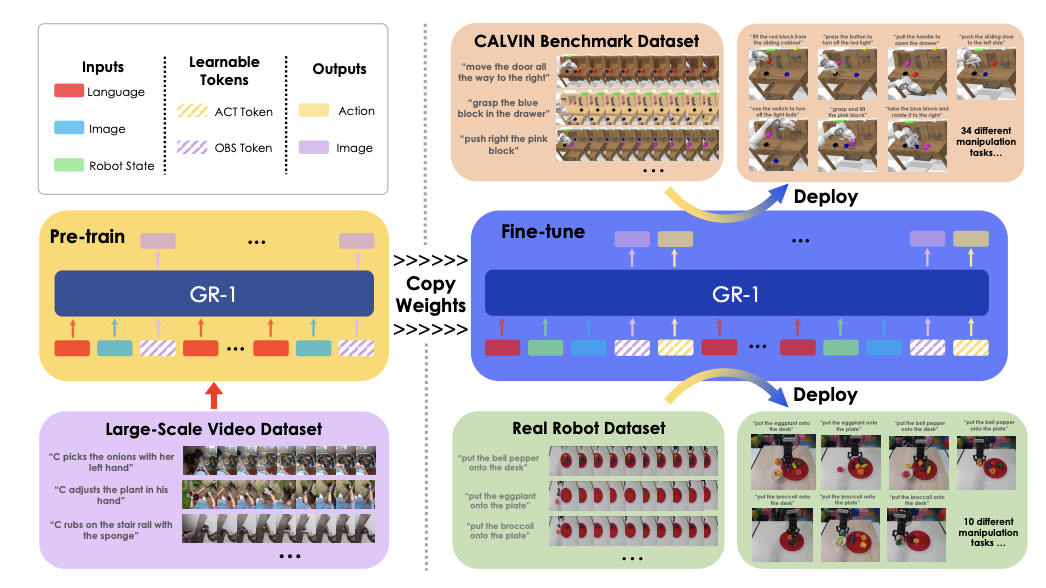 Inputs
Language
Image
Robot State
Learnable
Tokens
ACT Token
OBS Token
Outputs
Action
Image
Pre-train
...
GR-1
...
Large-Scale Video Dataset
“C picks the onions with her
left hand”
“C adjusts the plant in his
hand”
“C rubs on the stair rail with
the sponge”
...
>>>>>>
Copy
Weights
>>>>>>
CALVIN Benchmark Dataset
“move the door all
the way to the right”
“grasp the blue
block in the drawer”
“push right the pink
block”
...
“lift the red block from
the sliding cabinet”
“press the button to
turn off the led light”
“pull the handle to
open the drawer”
“push the sliding door
to the left side”
“use the switch to turn
off the light bulb”
“grasp and lift
the pink block”
“take the blue block and
rotate it to the right”
34 different
manipulation
tasks...
Deploy
Fine-tune
...
GR-1
...
Deploy
Real Robot Dataset
“put the bell pepper
onto the desk”
“put the eggplant
onto the plate”
“put the broccoli
onto the plate”
...
“put the eggplant onto
the desk”
“put the eggplant onto
the plate”
“put the bell pepper
onto the desk”
“put the bell pepper
onto the plate”
“put the broccoli onto
the desk”
“put the broccoli onto
the plate”
“put the broccoli onto
the desk”
10 different
manipulation
tasks ...